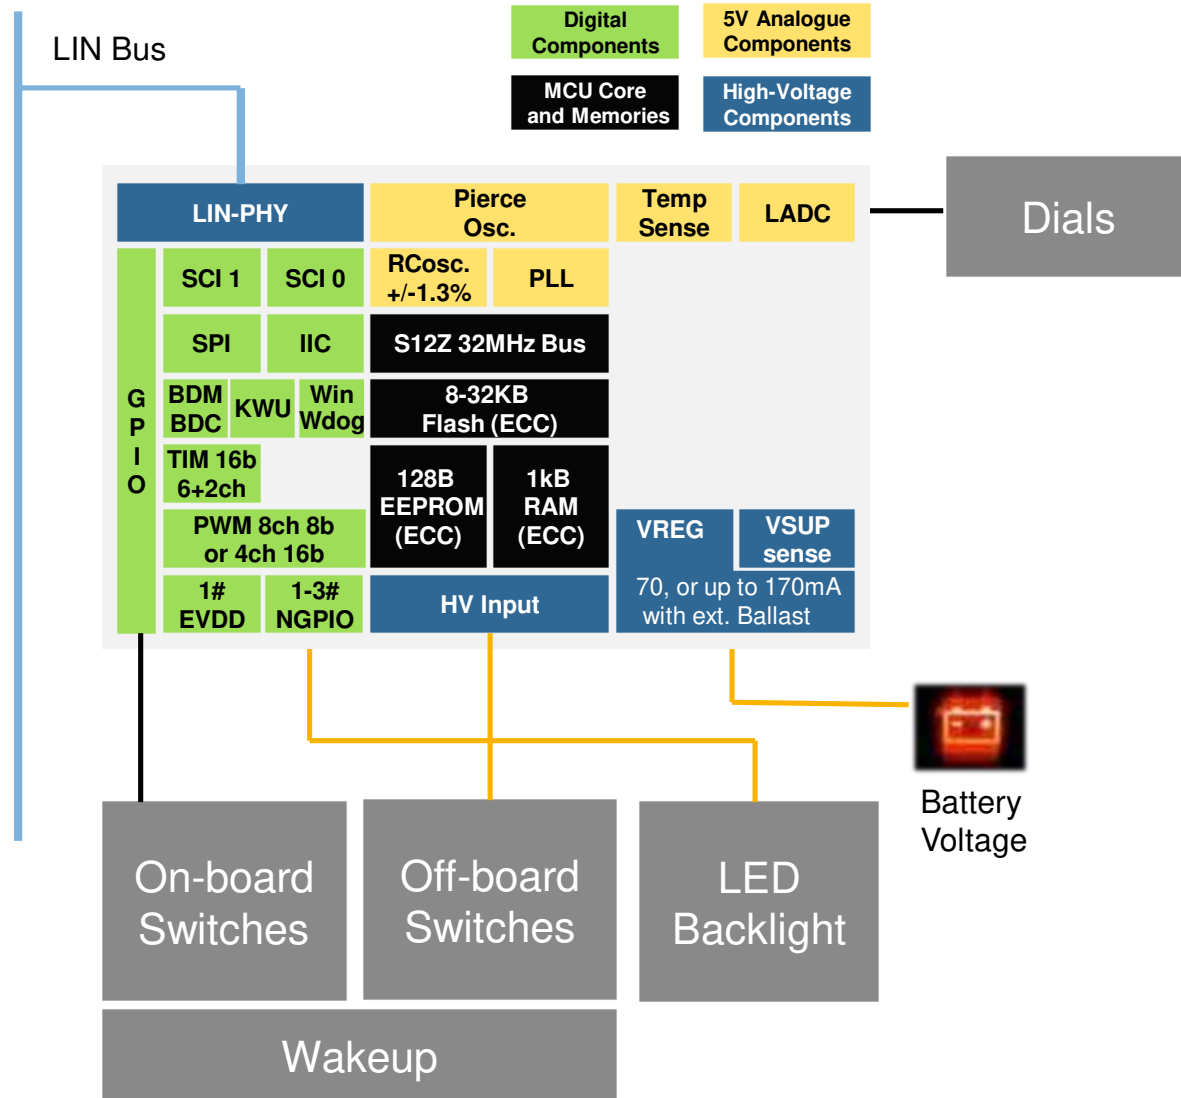 LIN Bus
Digital
Components
5V Analogue
Components
MCU Core
and Memories
High-Voltage
Components
LIN-PHY
Pierce
Osc.
Temp
Sense
LADC
Dials
GPIO
SCI 1
SCI 0
RCosc.
+/-1.3%
PLL
SPI
IIC
S12Z 32MHz Bus
BDM
BDC
KWU
Win
Wdog
8-32KB
Flash (ECC)
TIM 16b
6+2ch
128B
EEPROM
(ECC)
1kB
RAM
(ECC)
PWM 8ch 8b
or 4ch 16b
VREG
VSUP
sense
1#
EVDD
1-3#
NGPIO
HV Input
70, or up to 170mA
with ext. Ballast
Battery
Voltage
On-board
Switches
Off-board
Switches
LED
Backlight
Wakeup